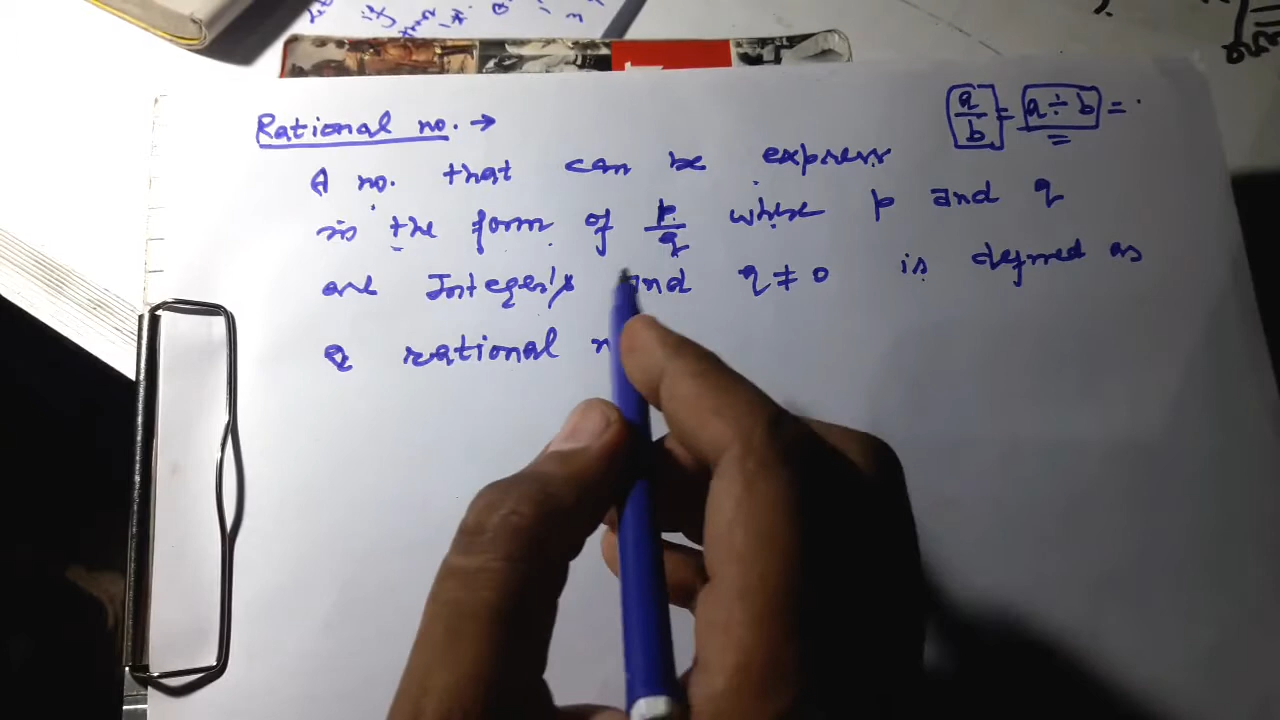 Rational no. →
a/b = a ÷ b =
A no. that can be express
in the form of p/q where p and q
are Integers and q ≠ 0 is defined as
a rational n